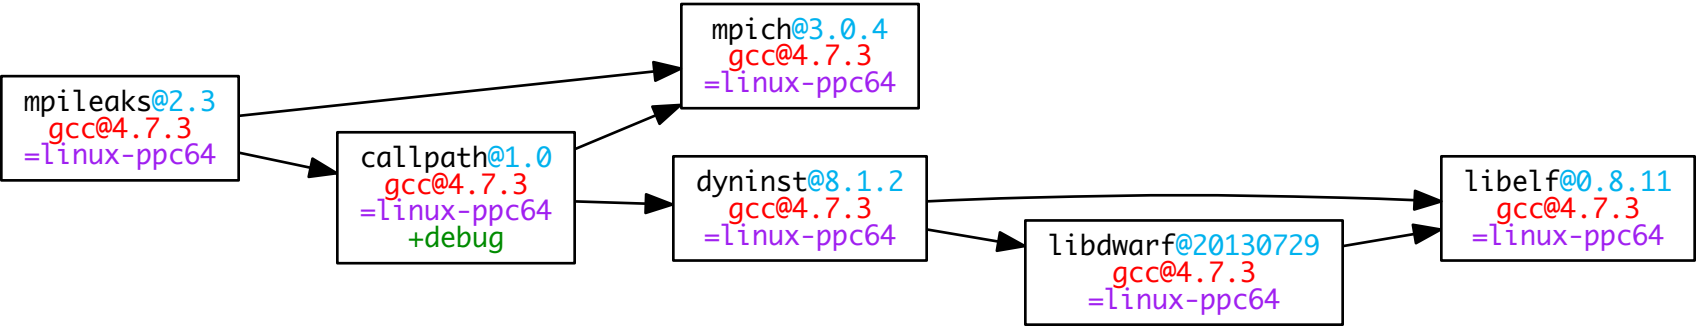 mpich@3.0.4
gcc@4.7.3
=linux-ppc64
mpileaks@2.3
gcc@4.7.3
=linux-ppc64
callpath@1.0
gcc@4.7.3
=linux-ppc64
+debug
dyninst@8.1.2
gcc@4.7.3
=linux-ppc64
libdwarf@20130729
gcc@4.7.3
=linux-ppc64
libelf@0.8.11
gcc@4.7.3
=linux-ppc64